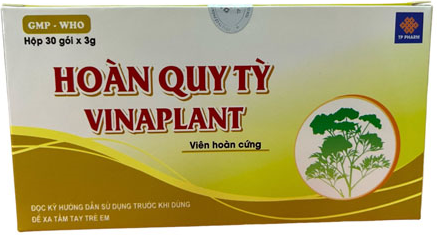 GMP - WHO
Hộp 30 gói x 3g
TP PHARM
HOÀN QUY TỲ
VINAPLANT
Viên hoàn cứng
ĐỌC KỸ HƯỚNG DẪN SỬ DỤNG TRƯỚC KHI DÙNG
ĐỂ XA TẦM TAY TRẺ EM